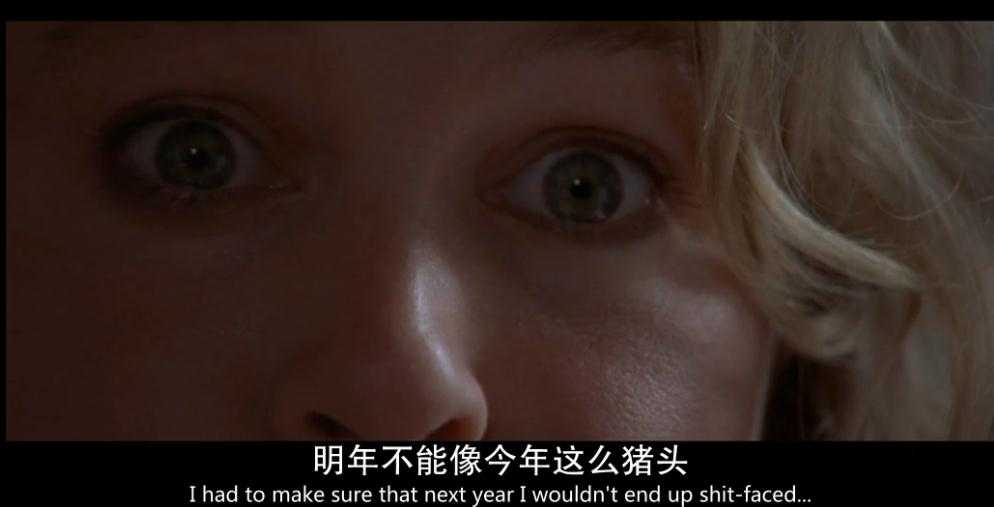 明年不能像今年这么猪头
I had to make sure that next year I wouldn't end up shit-faced...